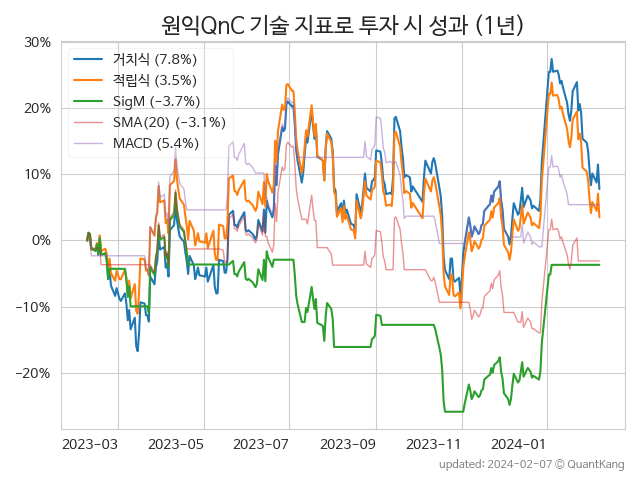 원익QnC 기술 지표로 투자 시 성과 (1년)
30%
20%
10%
0%
−10%
−20%
거치식 (7.8%)
적립식 (3.5%)
SigM (−3.7%)
SMA(20) (−3.1%)
MACD (5.4%)
2023-03 2023-05 2023-07 2023-09 2023-11 2024-01
updated: 2024-02-07 © QuantKang